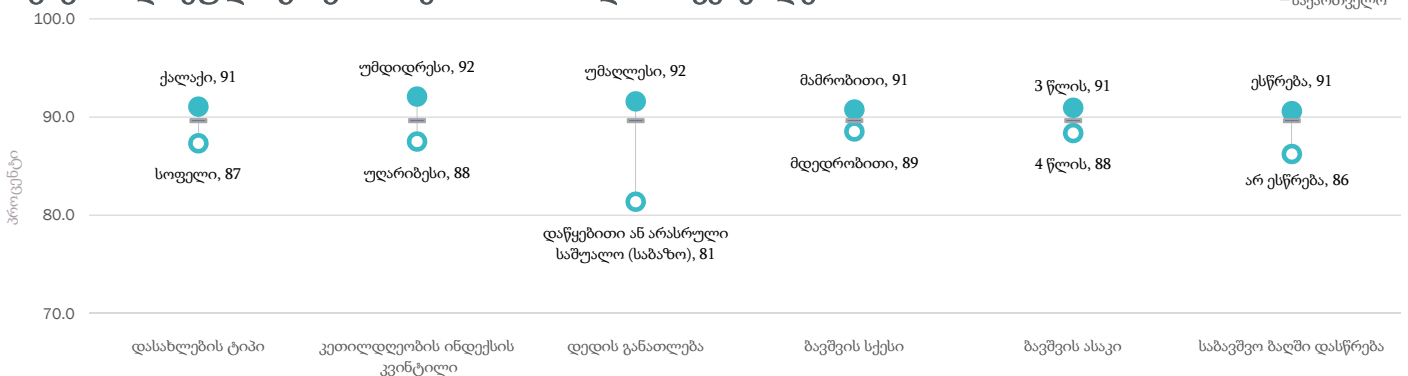 საქართველო
100.0
ქალაქი, 91
უმდიდრესი, 92
უმაღლესი, 92
მამრობითი, 91
3 წლის, 91
ესწრება, 91
90.0
სოფელი, 87
უღარიბესი, 88
მდედრობითი, 89
4 წლის, 88
არ ესწრება, 86
პროცენტი
80.0
დაწყებითი ან არასრული
საშუალო (საბაზო), 81
70.0
დასახლების ტიპი
კეთილდღეობის ინდექსის
კვინტილი
დედის განათლება
ბავშვის სქესი
ბავშვის ასაკი
საბავშვო ბაღში დასწრება